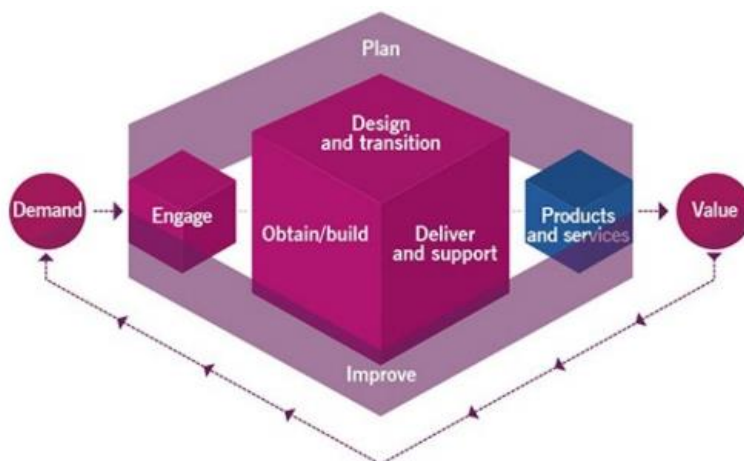 Plan
Design
and transition
Demand
Engage
Obtain/build
Deliver
and support
Products
and services
Value
Improve